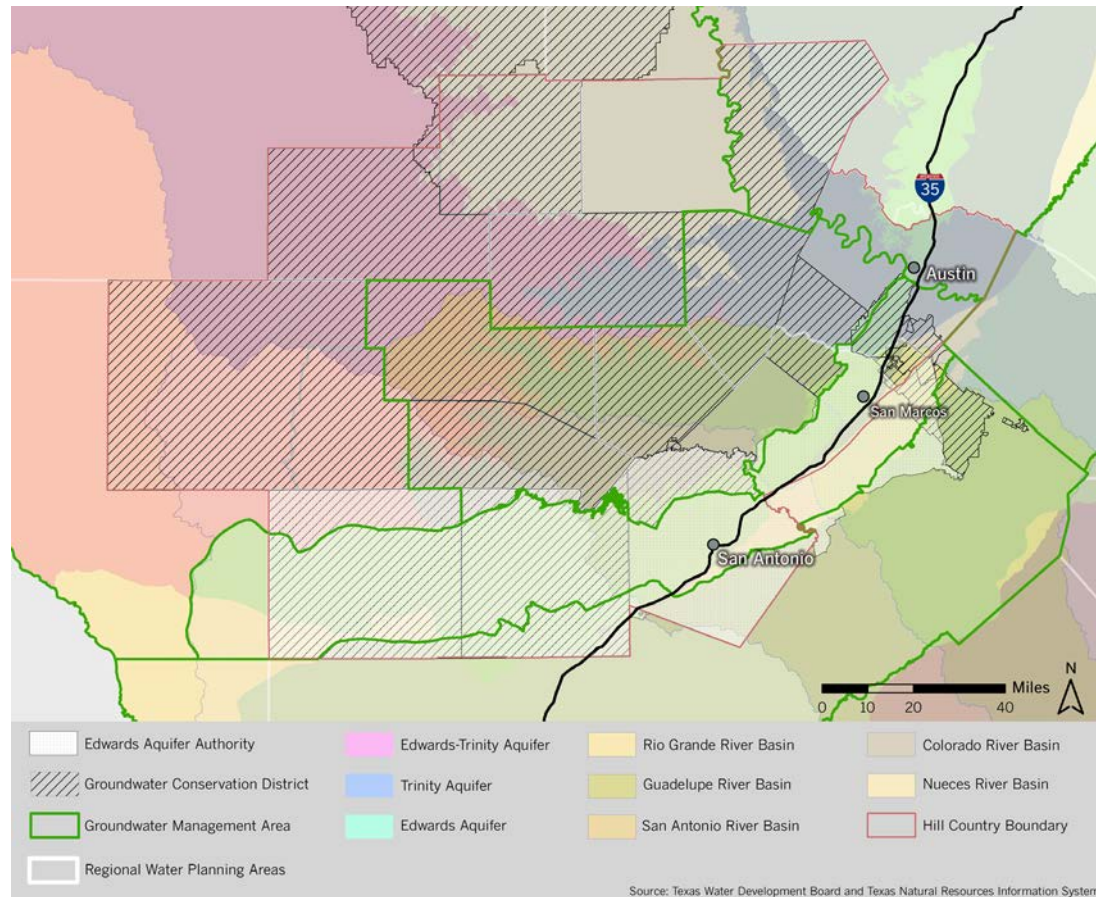 35
Austin
San Marcos
San Antonio
N
Miles
0 10 20 40
Edwards Aquifer Authority
Edwards-Trinity Aquifer
Rio Grande River Basin
Colorado River Basin
Groundwater Conservation District
Trinity Aquifer
Guadelupe River Basin
Nueces River Basin
Groundwater Management Area
Edwards Aquifer
San Antonio River Basin
Hill Country Boundary
Regional Water Planning Areas
Source: Texas Water Development Board and Texas Natural Resources Information System